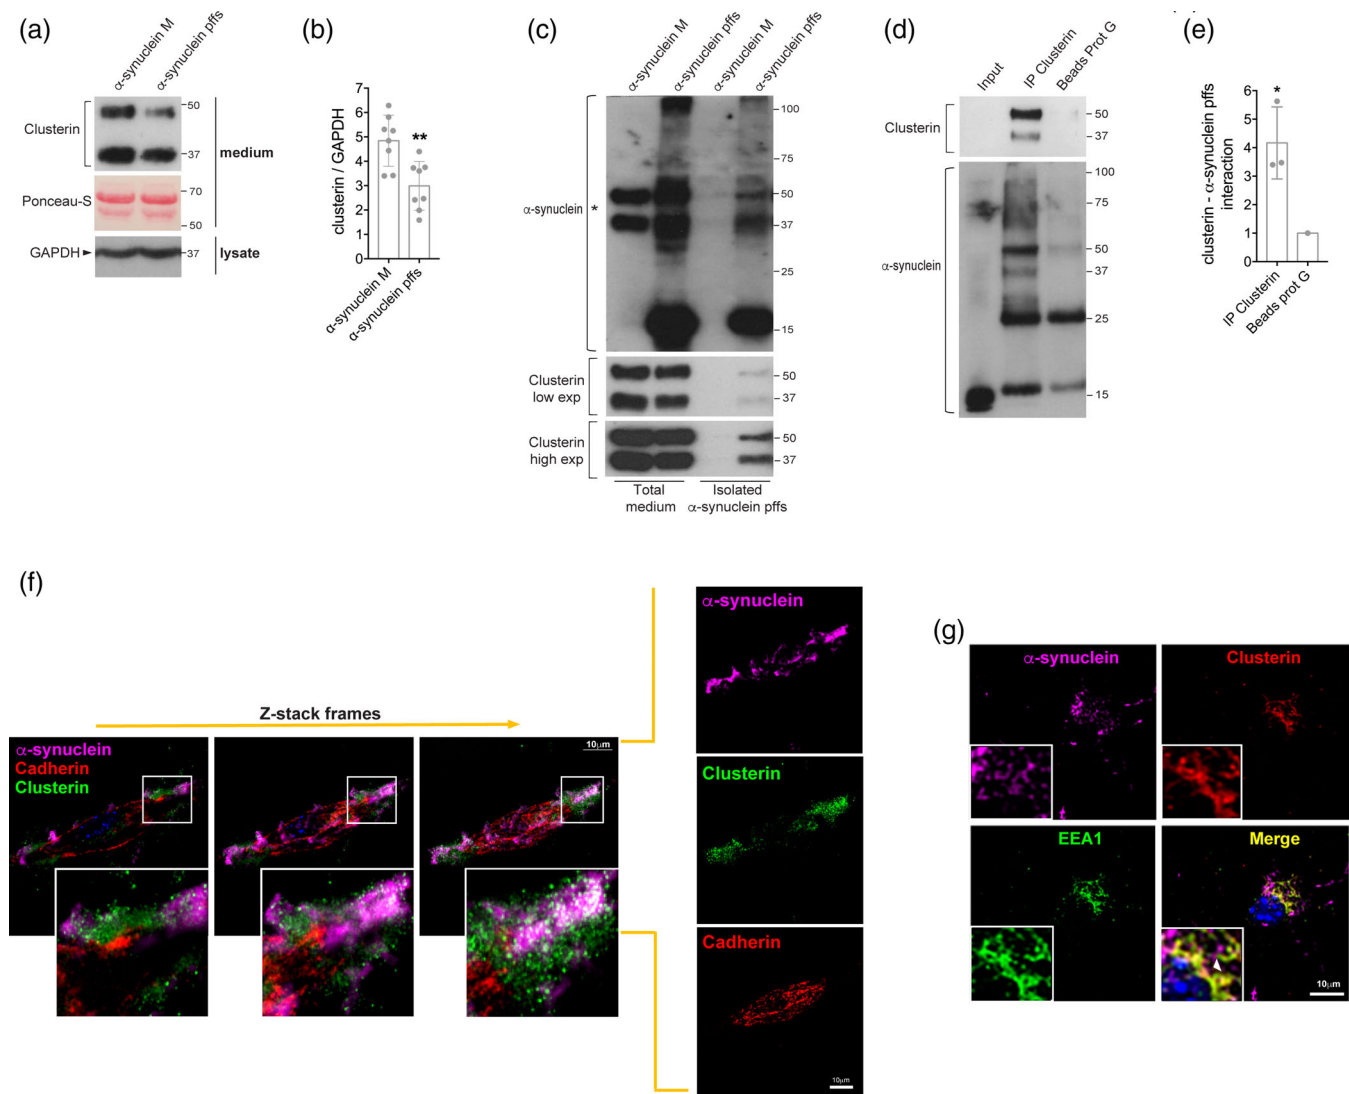 (a)
α-synuclein M
α-synuclein pffs
Clusterin
50
37
medium
Ponceau-S
70
50
GAPDH
37
lysate
(b)
clusterin / GAPDH
7
6
5
4
3
2
1
0
**
α-synuclein M
α-synuclein pffs
(c)
α-synuclein M
α-synuclein pffs
α-synuclein M
α-synuclein pffs
α-synuclein
*
100
75
50
37
25
15
Clusterin
low exp
50
37
Clusterin
high exp
50
37
Total
medium
Isolated
α-synuclein pffs
(d)
Input
IP Clusterin
Beads Prot G
Clusterin
50
37
α-synuclein
100
75
50
37
25
15
(e)
clusterin - α-synuclein pffs
interaction
6
5
4
3
2
1
0
*
IP Clusterin
Beads prot G
(f)
Z-stack frames
α-synuclein
Cadherin
Clusterin
10μm
α-synuclein
Clusterin
Cadherin
10μm
(g)
α-synuclein
Clusterin
EEA1
Merge
10μm